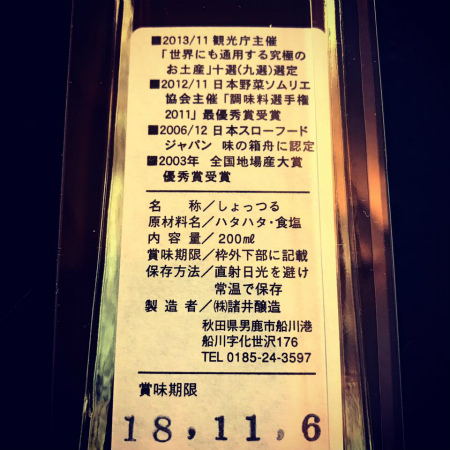 ■2013/11 観光庁主催
「世界にも通用する究極の
お土産」十選(九選)選定
■2012/11 日本野菜ソムリエ
協会主催「調味料選手権
2011」最優秀賞受賞
■2006/12 日本スローフード
ジャパン 味の箱舟に認定
■2003年 全国地場産大賞
優秀賞受賞
名 称/しょっつる
原材料名/ハタハタ・食塩
内 容 量/200㎖
賞味期限/枠外下部に記載
保存方法/直射日光を避け
常温で保存
製 造 者/㈱諸井醸造
秋田県男鹿市船川港
船川字化世沢176
TEL 0185-24-3597
賞味期限
18,11,6